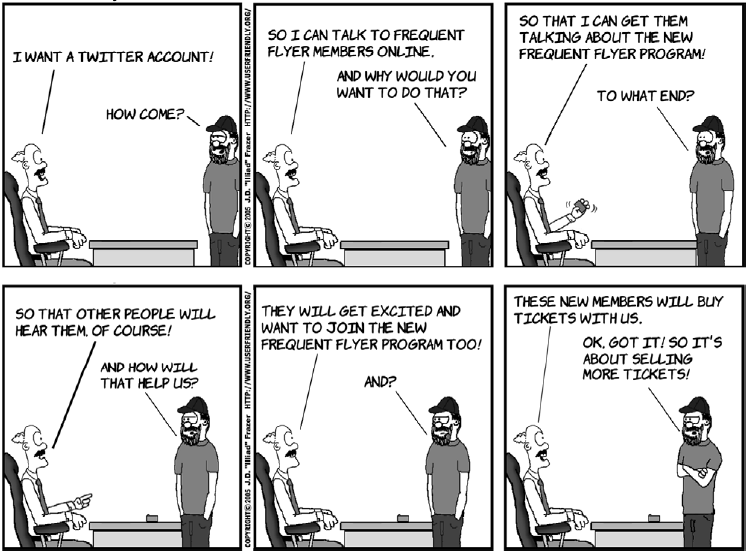 I WANT A TWITTER ACCOUNT!
HOW COME?
COPYRIGHT © 2005 J.D. "Illiad" Frazer HTTP://WWW.USERFRIENDLY.ORG/
SO I CAN TALK TO FREQUENT
FLYER MEMBERS ONLINE.
AND WHY WOULD YOU
WANT TO DO THAT?
SO THAT I CAN GET THEM
TALKING ABOUT THE NEW
FREQUENT FLYER PROGRAM!
TO WHAT END?
SO THAT OTHER PEOPLE WILL
HEAR THEM, OF COURSE!
AND HOW WILL
THAT HELP US?
COPYRIGHT © 2005 J.D. "Illiad" Frazer HTTP://WWW.USERFRIENDLY.ORG/
THEY WILL GET EXCITED AND
WANT TO JOIN THE NEW
FREQUENT FLYER PROGRAM TOO!
AND?
THESE NEW MEMBERS WILL BUY
TICKETS WITH US.
OK, GOT IT! SO IT'S
ABOUT SELLING
MORE TICKETS!